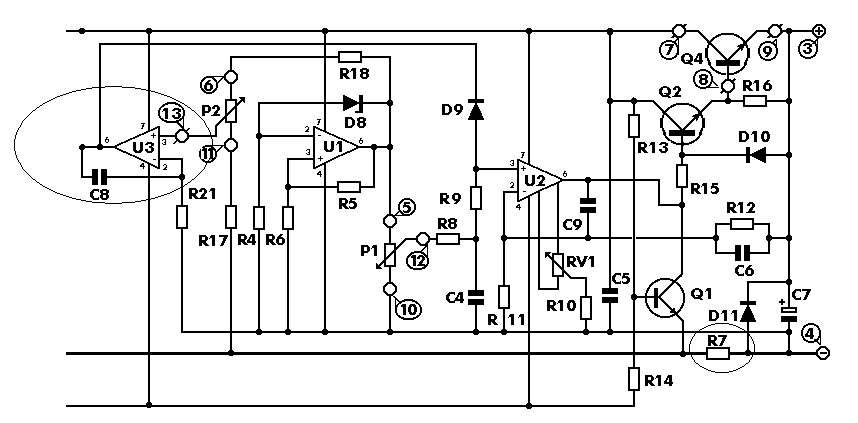 7 9 3
Q4
8
R18
6
Q2 R16
P2
13
D8
D9
7 7 7
6 + 3 2 - + 3
U3 U1 6 U2 6
- 2 3 + - 2
11
R13 D10
4 4 4
C8 R21 R5 R9 R15
5
R17 R4 R6 P1 R8 C9 R12
12
RV1 C6
10
C4 R 11 R10 C5 Q1 D11 + C7
4
R7 -
R14